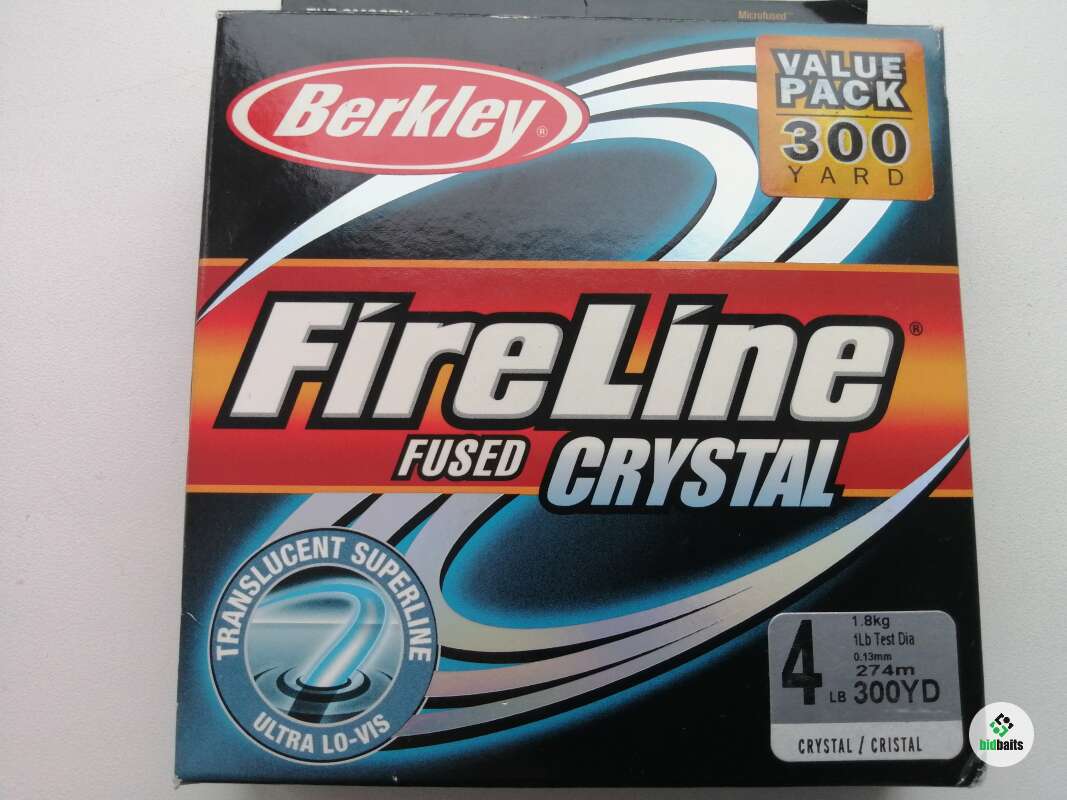 Microfused™
Berkley®
VALUE
PACK
300
YARD
FireLine®
FUSED CRYSTAL
TRANSLUCENT SUPERLINE
ULTRA LO-VIS
1.8kg
1Lb Test Dia
0.13mm
274m
4 LB 300YD
CRYSTAL / CRISTAL
bidbaits